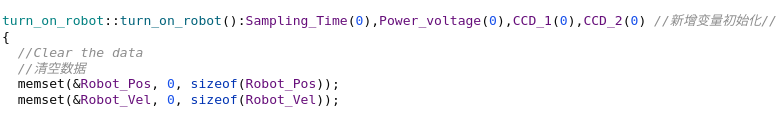 turn_on_robot::turn_on_robot():Sampling_Time(0),Power_voltage(0),CCD_1(0),CCD_2(0) //新增变量初始化//
{
  //Clear the data
  //清空数据
  memset(&Robot_Pos, 0, sizeof(Robot_Pos));
  memset(&Robot_Vel, 0, sizeof(Robot_Vel));